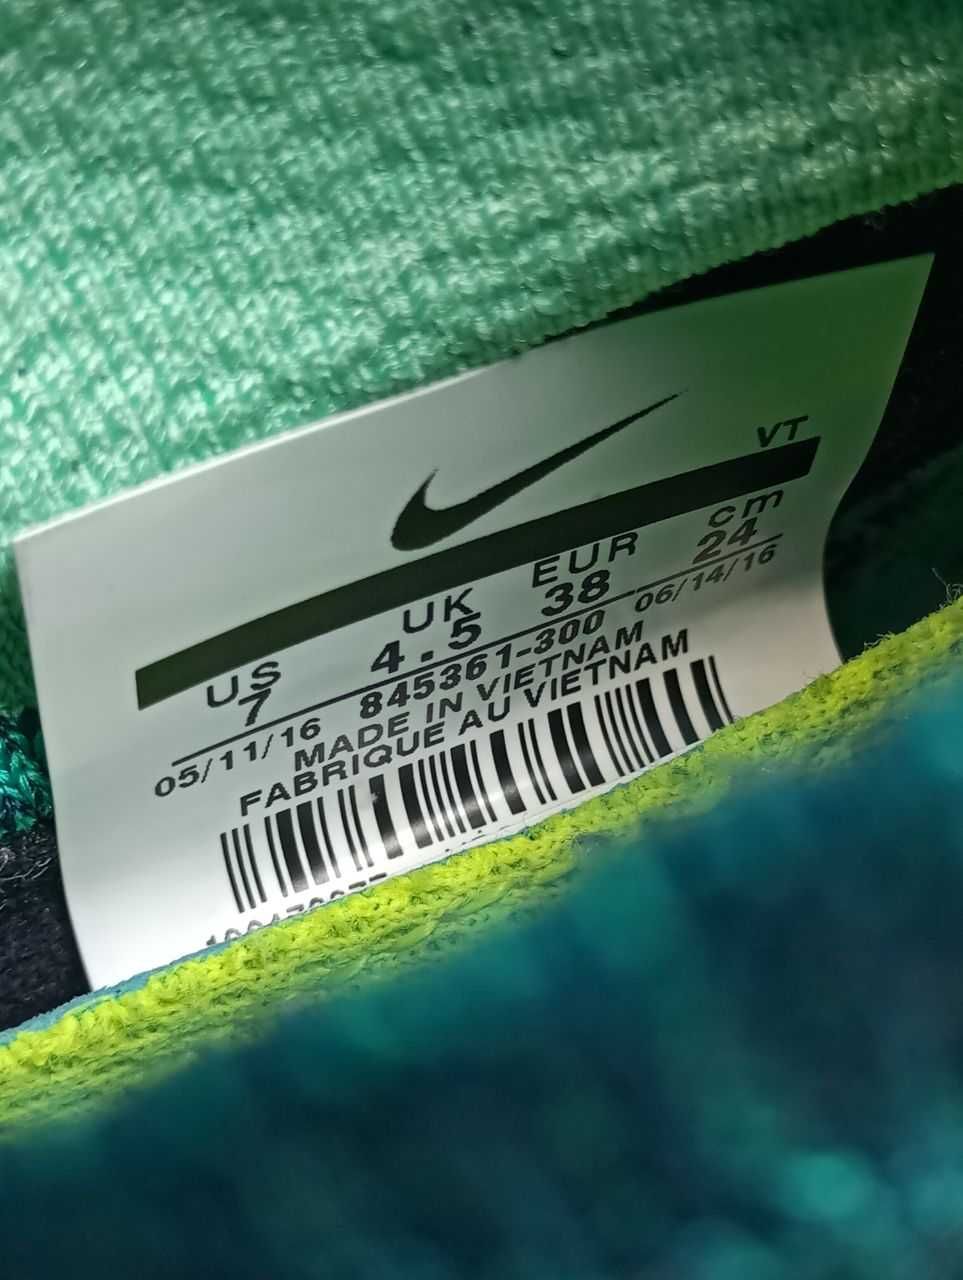 VT
US UK EUR cm
7 4.5 38 24
05/11/16 845361-300 06/14/16
MADE IN VIETNAM
FABRIQUE AU VIETNAM